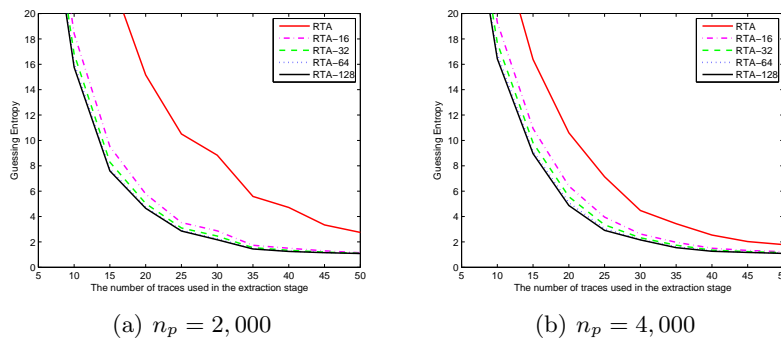 20
18
16
14
12
10
8
6
4
2
0
Guessing Entropy
5 10 15 20 25 30 35 40 45 50
The number of traces used in the extraction stage
RTA
RTA−16
RTA−32
RTA−64
RTA−128
(a) n_p = 2,000
20
18
16
14
12
10
8
6
4
2
0
Guessing Entropy
5 10 15 20 25 30 35 40 45 50
The number of traces used in the extraction stage
RTA
RTA−16
RTA−32
RTA−64
RTA−128
(b) n_p = 4,000